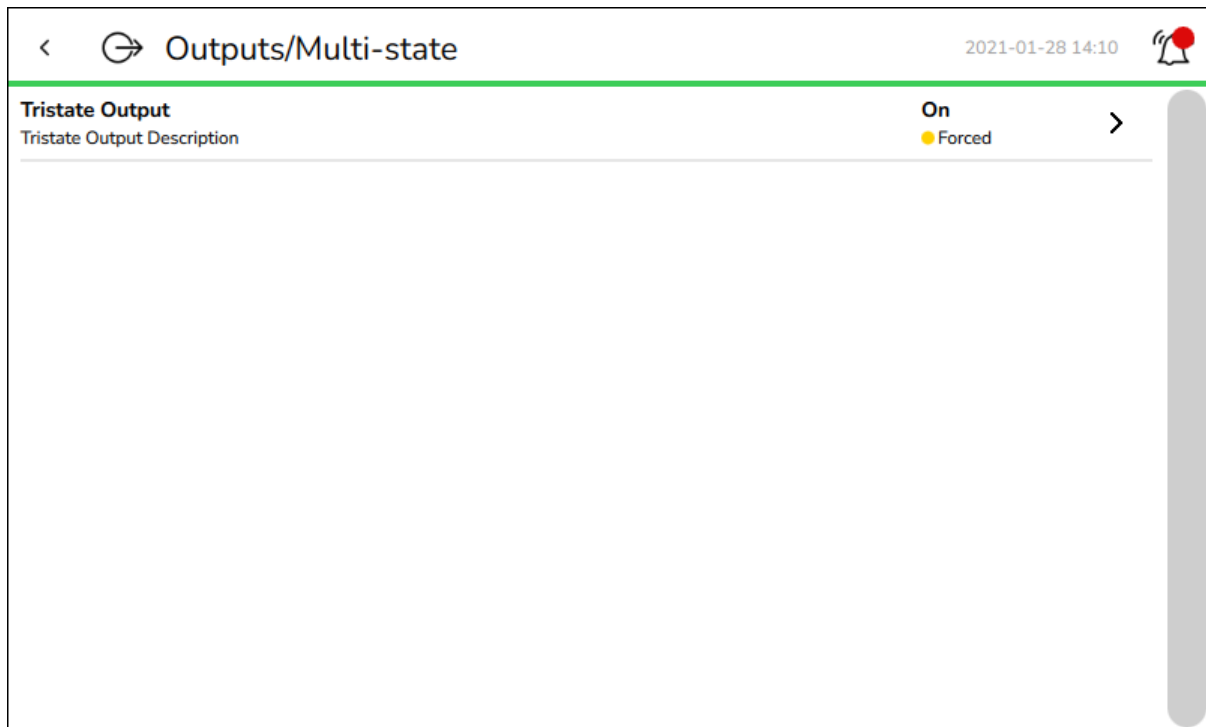 Outputs/Multi-state
2021-01-28 14:10
Tristate Output
On
Tristate Output Description
Forced